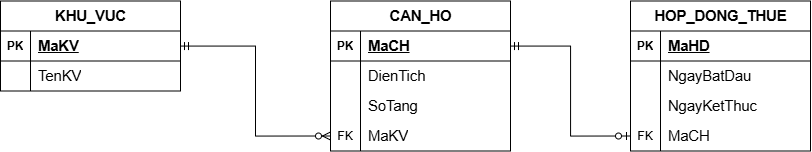 KHU_VUC
PK MaKV
TenKV
CAN_HO
PK MaCH
DienTich
SoTang
FK MaKV
HOP_DONG_THUE
PK MaHD
NgayBatDau
NgayKetThuc
FK MaCH